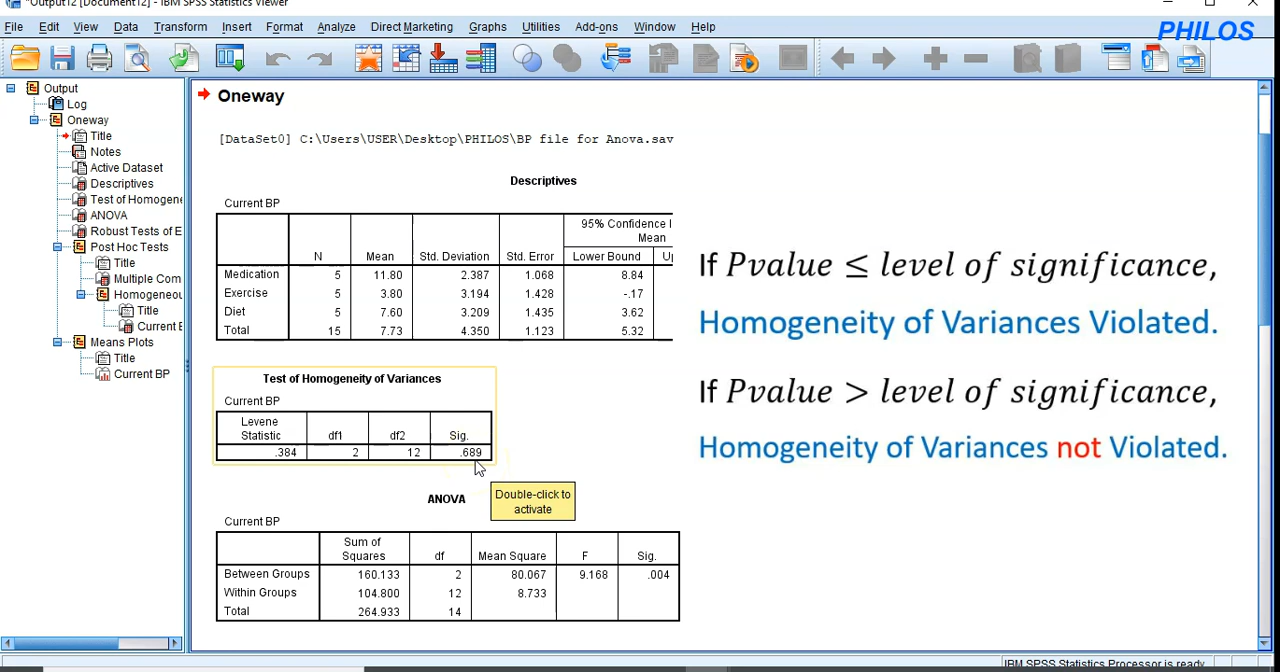 *Output12 [Document12] - IBM SPSS Statistics Viewer
File Edit View Data Transform Insert Format Analyze Direct Marketing Graphs Utilities Add-ons Window Help
PHILOS
Output
Log
Oneway
Title
Notes
Active Dataset
Descriptives
Test of Homogene
ANOVA
Robust Tests of E
Post Hoc Tests
Title
Multiple Com
Homogeneou
Title
Current E
Means Plots
Title
Current BP
Oneway
[DataSet0] C:\Users\USER\Desktop\PHILOS\BP file for Anova.sav
Descriptives
Current BP
95% Confidence I
Mean
N Mean Std. Deviation Std. Error Lower Bound U
Medication 5 11.80 2.387 1.068 8.84
Exercise 5 3.80 3.194 1.428 -.17
Diet 5 7.60 3.209 1.435 3.62
Total 15 7.73 4.350 1.123 5.32
Test of Homogeneity of Variances
Current BP
Levene
Statistic df1 df2 Sig.
.384 2 12 .689
Double-click to
activate
ANOVA
Current BP
Sum of
Squares df Mean Square F Sig.
Between Groups 160.133 2 80.067 9.168 .004
Within Groups 104.800 12 8.733
Total 264.933 14
If Pvalue ≤ level of significance,
Homogeneity of Variances Violated.
If Pvalue > level of significance,
Homogeneity of Variances not Violated.
IBM SPSS Statistics Processor is ready